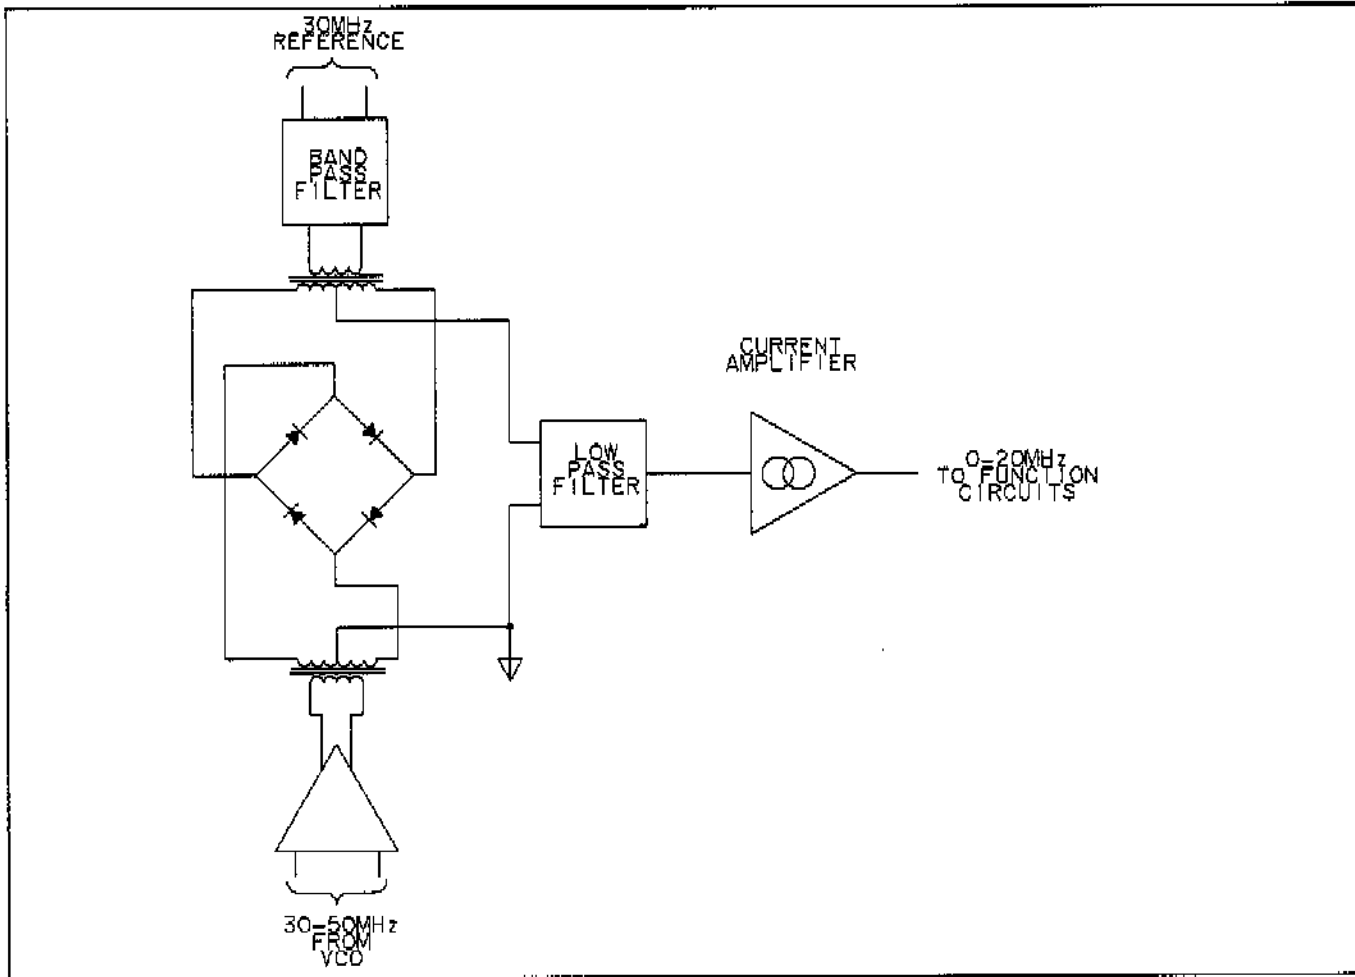 30MHz
REFERENCE
BAND
PASS
FILTER
CURRENT
AMPLIFIER
LOW
PASS
FILTER
0-20MHz
TO FUNCTION
CIRCUITS
30-50MHz
FROM
VCO